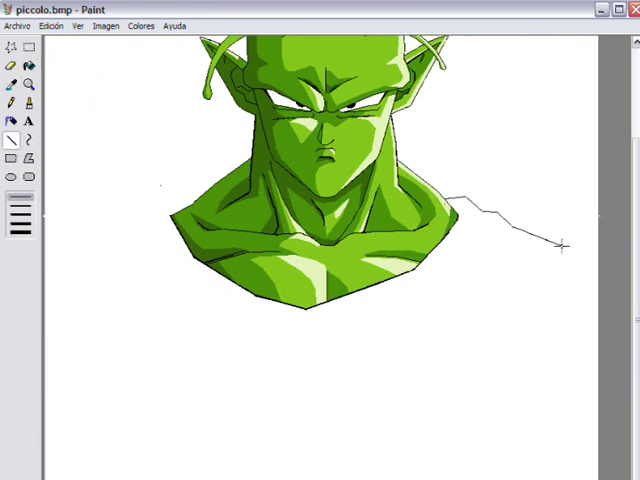 piccolo.bmp - Paint
Archivo Edición Ver Imagen Colores Ayuda
A